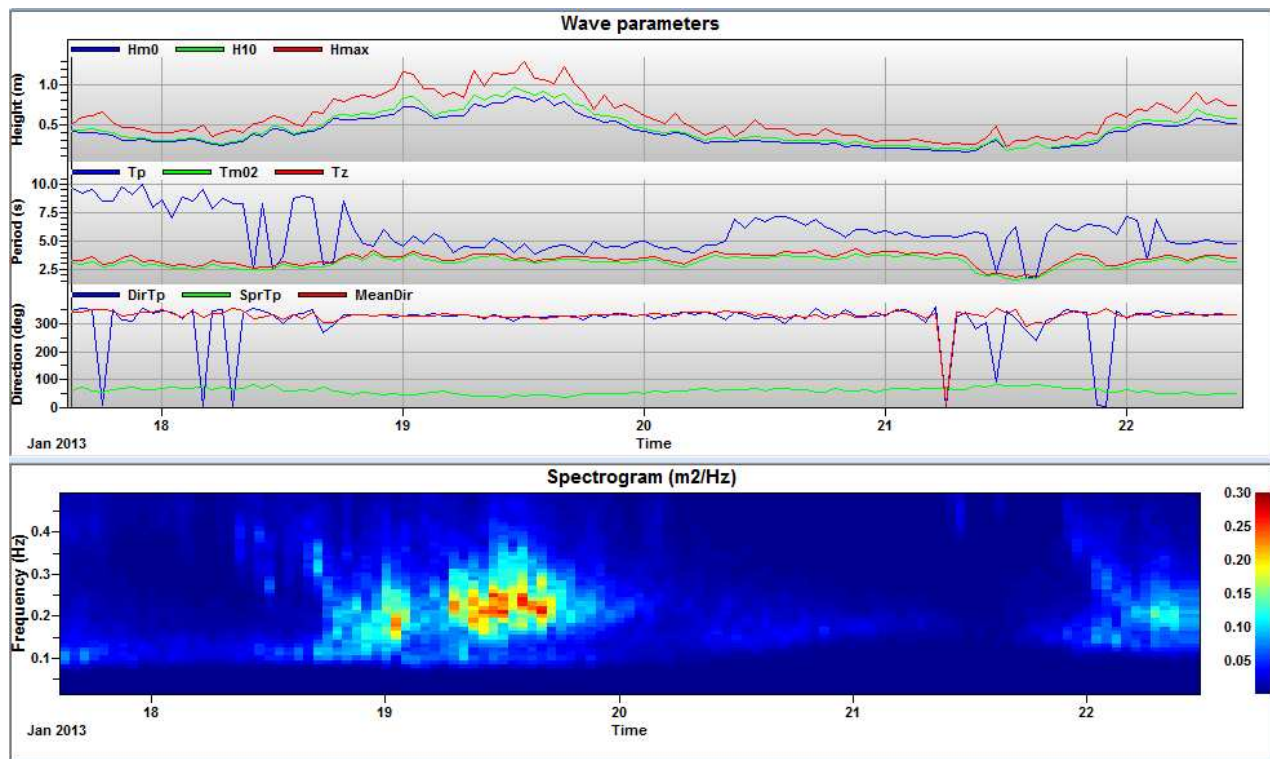 Wave parameters
Hm0 H10 Hmax
Height (m)
1.0
0.5
Tp Tm02 Tz
Period (s)
10.0
7.5
5.0
2.5
DirTp SprTp MeanDir
Direction (deg)
300
200
100
0
18 19 20 21 22
Jan 2013 Time
Spectrogram (m2/Hz)
Frequency (Hz)
0.4
0.3
0.2
0.1
0.30
0.25
0.20
0.15
0.10
0.05
18 19 20 21 22
Jan 2013 Time